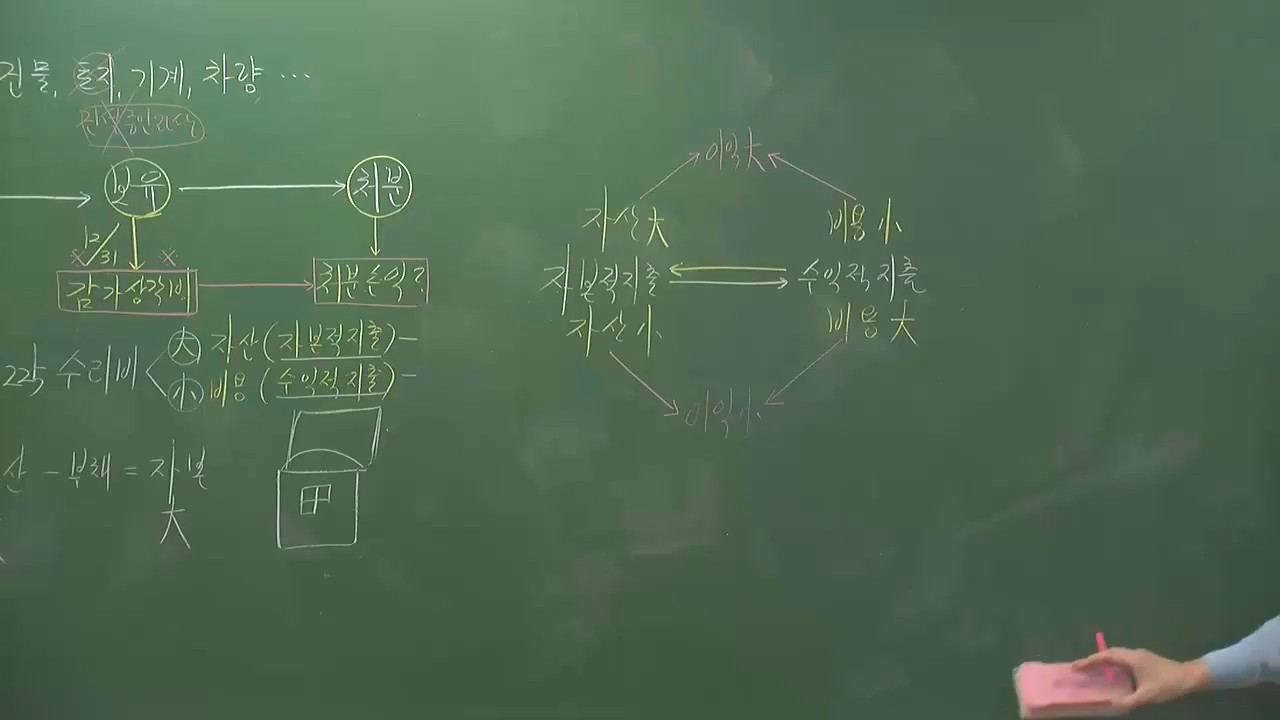 건물, 토지, 기계, 차량 ...
보유
처분
12/31
감가상각비
처분손익?
수리비
大 자산 (자본적지출) -
小 비용 (수익적지출) -
산 - 부채 = 자본
大
이익大
자산大
비용小
자본적지출
수익적지출
자산小
비용大
이익小